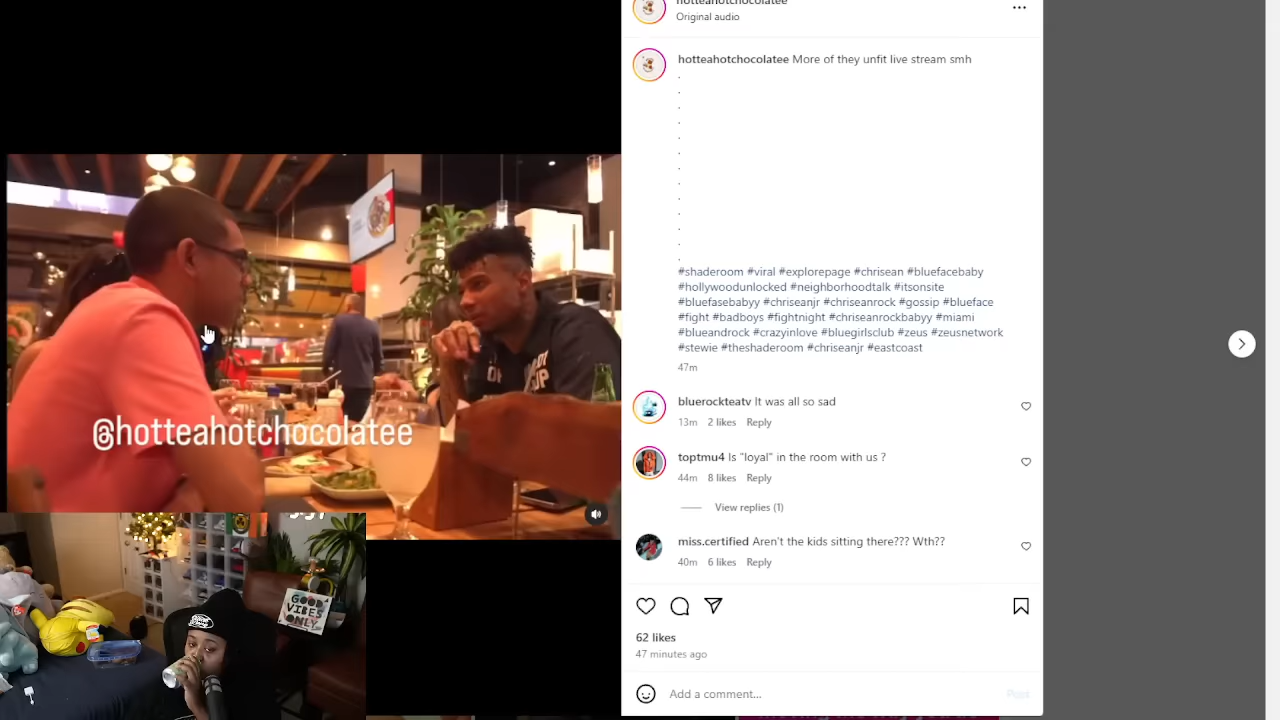 hotteahotchocolatee
Original audio
hotteahotchocolatee More of they unfit live stream smh
.
.
.
.
.
.
.
.
.
.
.
.
.
#shaderoom #viral #explorepage #chrisean #bluefacebaby
#hollywoodunlocked #neighborhoodtalk #itsonsite
#bluefasebabyy #chriseanjr #chriseanrock #gossip #blueface
#fight #badboys #fightnight #chriseanrockbabyy #miami
#blueandrock #crazyinlove #bluegirlsclub #zeus #zeusnetwork
#stewie #theshaderoom #chriseanjr #eastcoast
47m
bluerockteatv It was all so sad
13m 2 likes Reply
toptmu4 Is "loyal" in the room with us ?
44m 8 likes Reply
View replies (1)
miss.certified Aren't the kids sitting there??? Wth??
40m 6 likes Reply
62 likes
47 minutes ago
Add a comment...
Post
@hotteahotchocolatee
GOOD
VIBES
ONLY